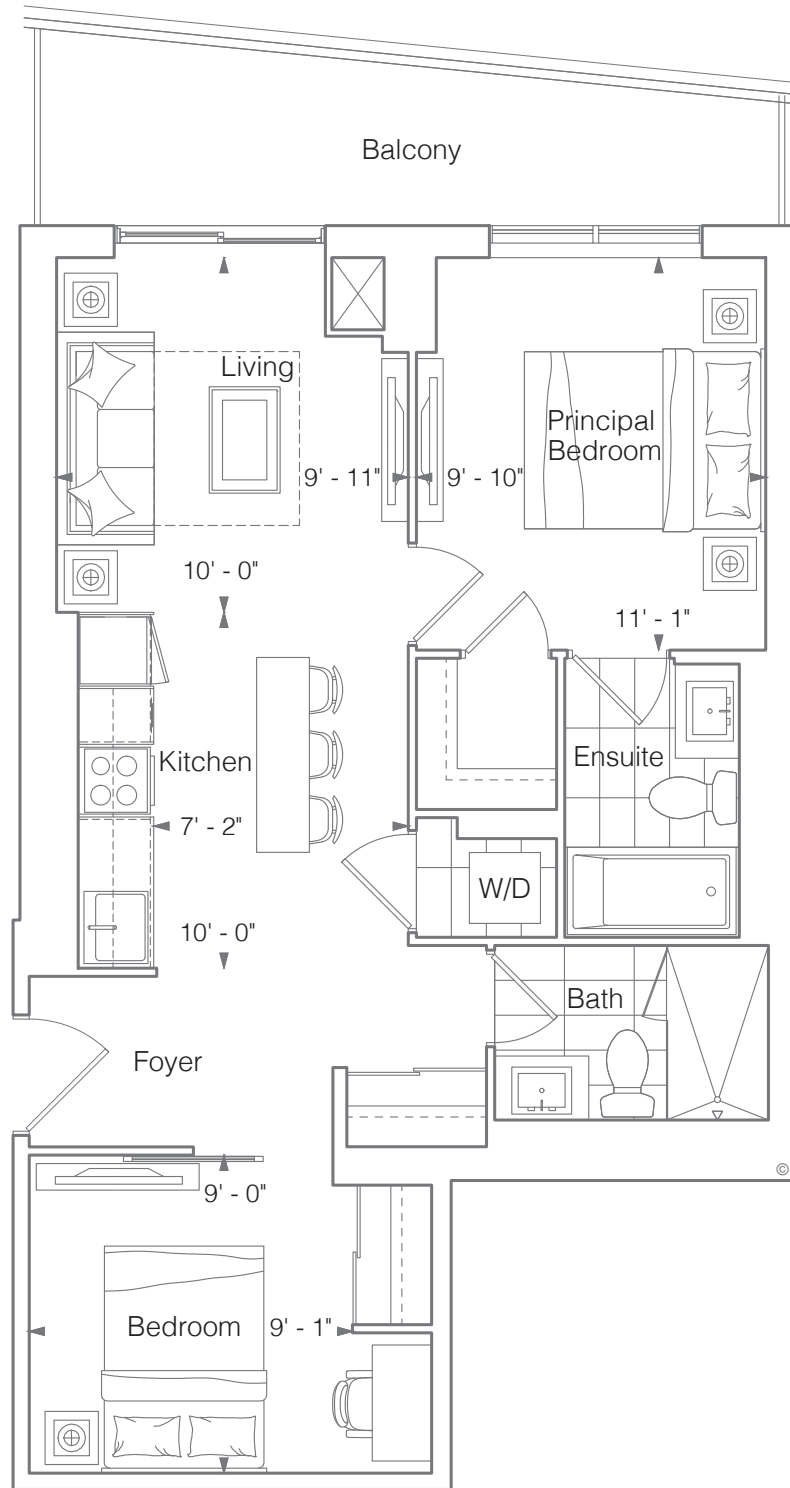 Balcony
Living
Principal
Bedroom
9' - 11"
9' - 10"
10' - 0"
11' - 1"
Kitchen
Ensuite
7' - 2"
W/D
10' - 0"
Bath
Foyer
©
9' - 0"
Bedroom
9' - 1"